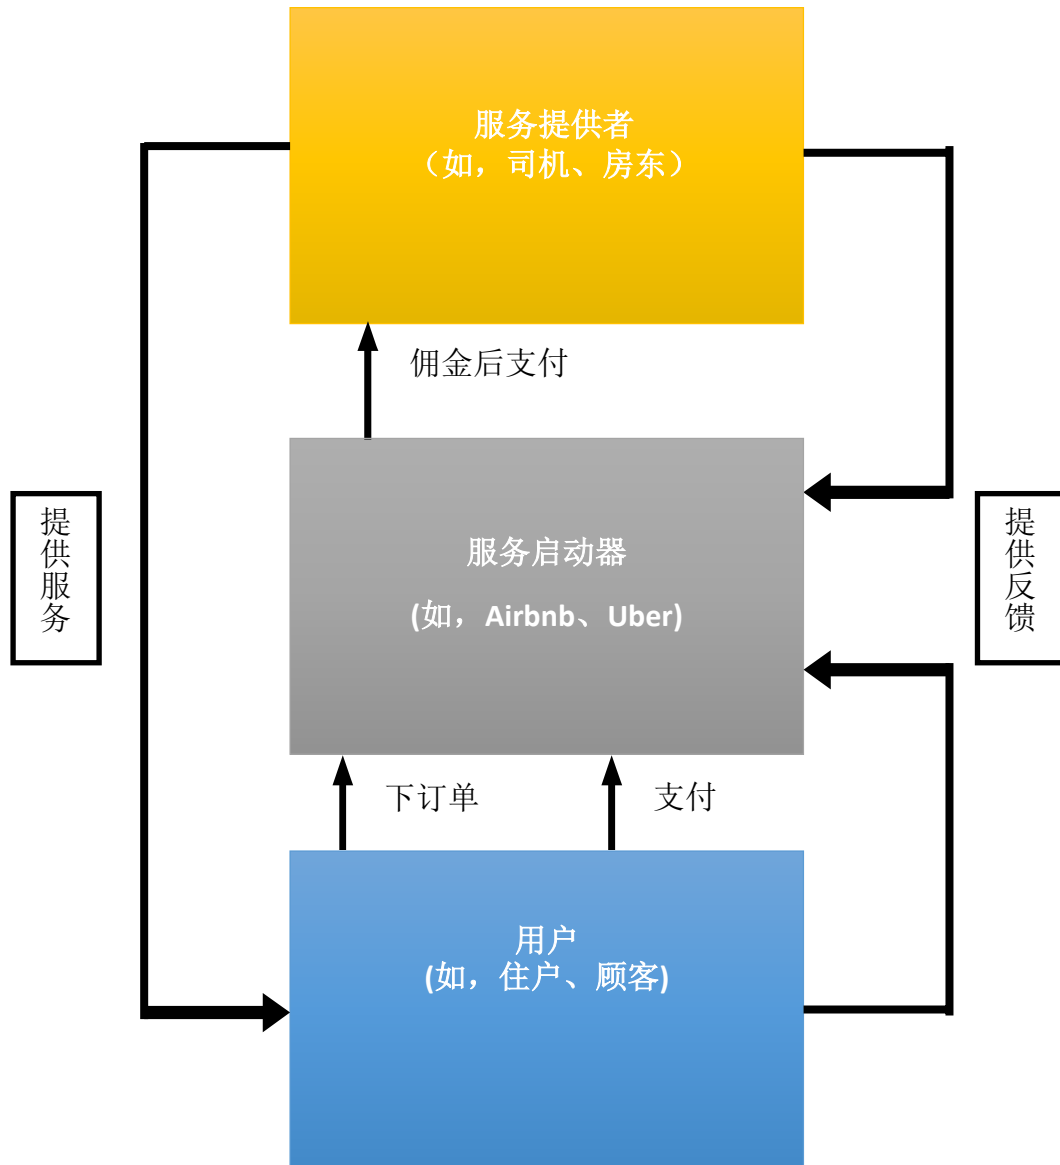 服务提供者
（如，司机、房东）
佣金后支付
提供服务
服务启动器
(如，Airbnb、Uber)
提供反馈
下订单
支付
用户
(如，住户、顾客)